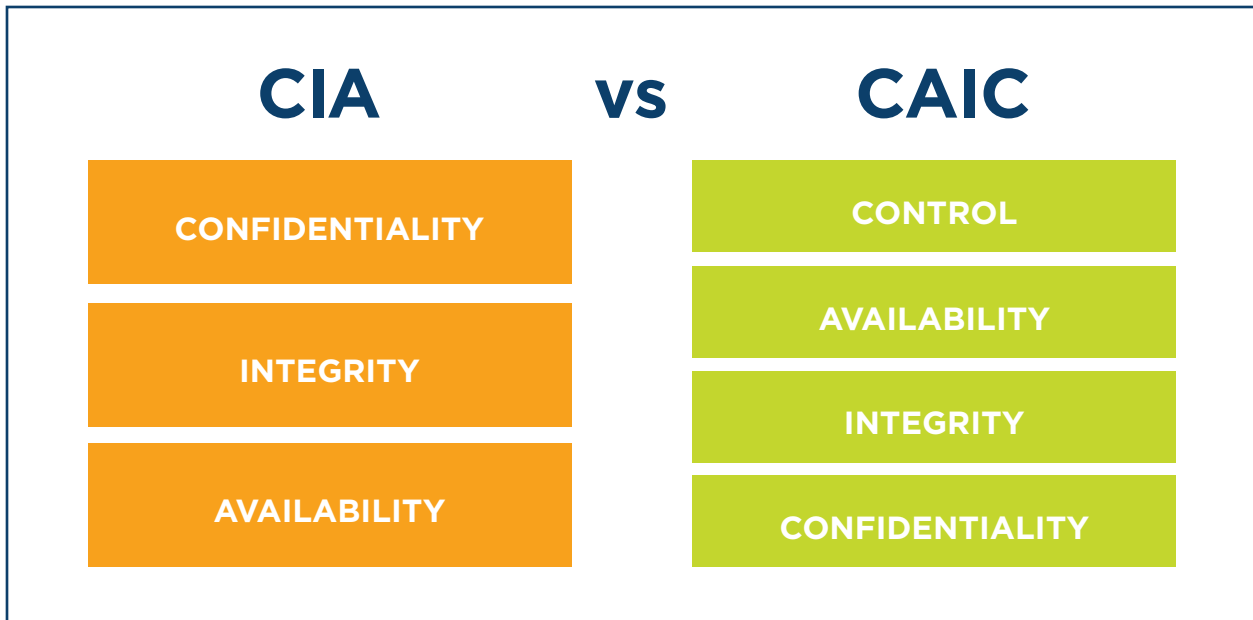 CIA vs CAIC
CONFIDENTIALITY
INTEGRITY
AVAILABILITY
CONTROL
AVAILABILITY
INTEGRITY
CONFIDENTIALITY